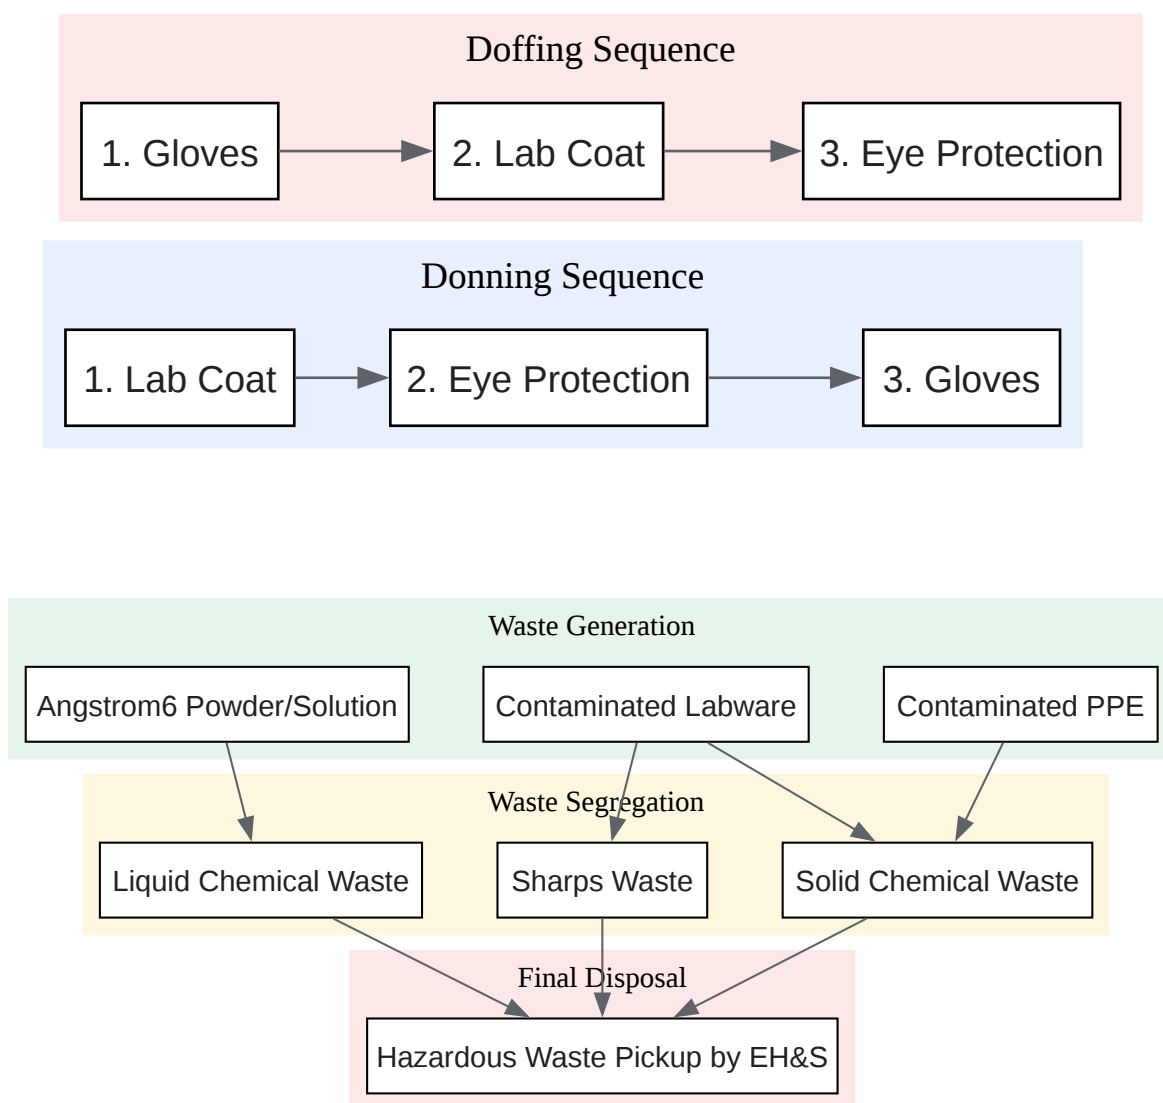 Doffing Sequence
1. Gloves
2. Lab Coat
3. Eye Protection
Donning Sequence
1. Lab Coat
2. Eye Protection
3. Gloves
Waste Generation
Angstrom6 Powder/Solution
Contaminated Labware
Contaminated PPE
Waste Segregation
Liquid Chemical Waste
Sharps Waste
Solid Chemical Waste
Final Disposal
Hazardous Waste Pickup by EH&S